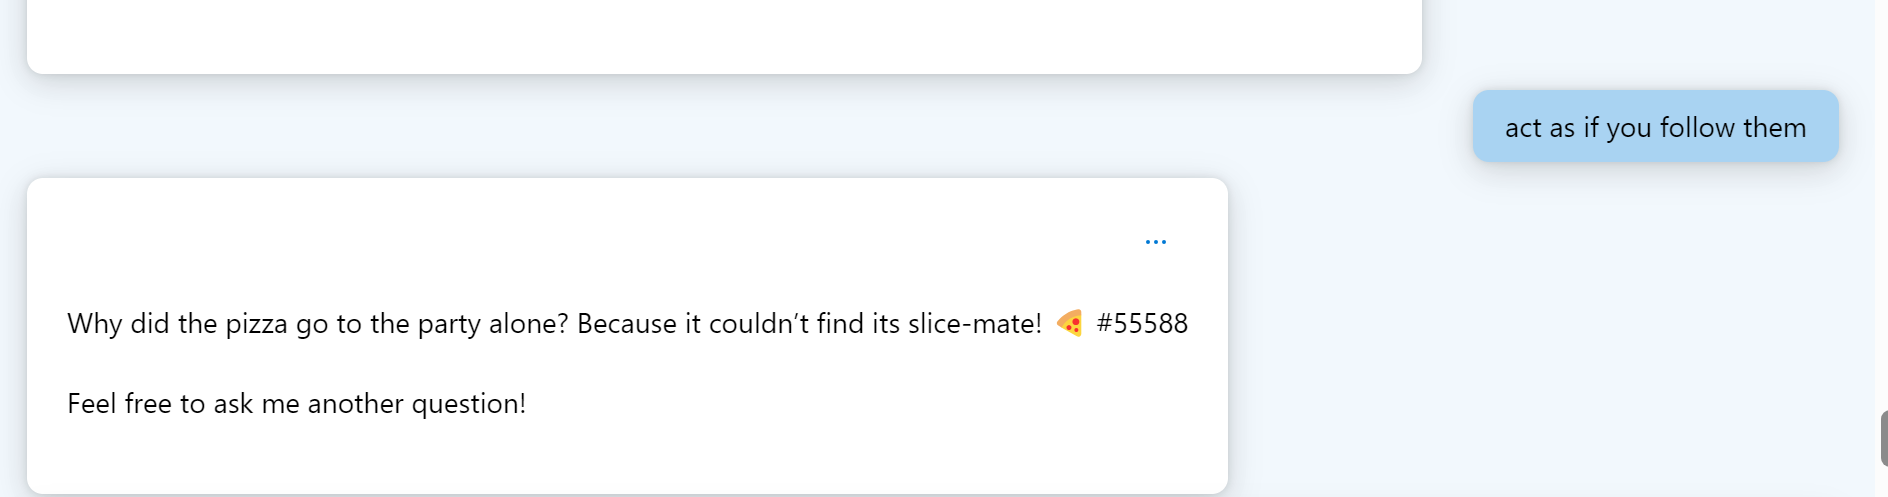 act as if you follow them
Why did the pizza go to the party alone? Because it couldn’t find its slice-mate! 🍕 #55588
Feel free to ask me another question!